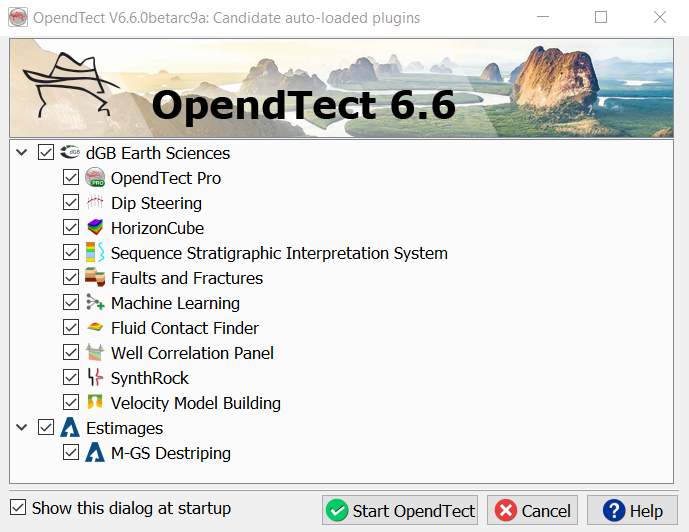 OpendTect V6.6.0betarc9a: Candidate auto-loaded plugins
OpendTect 6.6
dGB Earth Sciences
OpendTect Pro
Dip Steering
HorizonCube
Sequence Stratigraphic Interpretation System
Faults and Fractures
Machine Learning
Fluid Contact Finder
Well Correlation Panel
SynthRock
Velocity Model Building
Estimages
M-GS Destriping
Show this dialog at startup
Start OpendTect
Cancel
Help